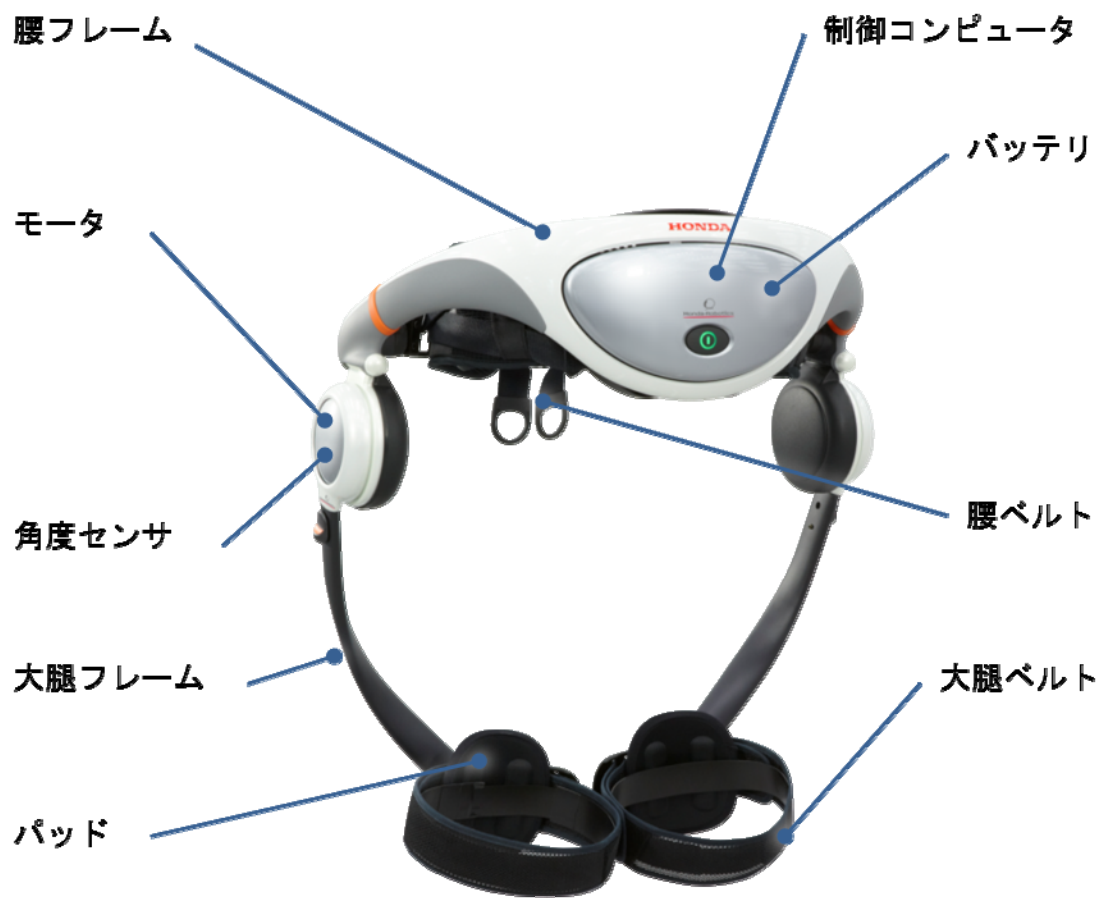 腰フレーム
制御コンピュータ
バッテリ
モータ
HONDA
角度センサ
腰ベルト
大腿フレーム
大腿ベルト
パッド